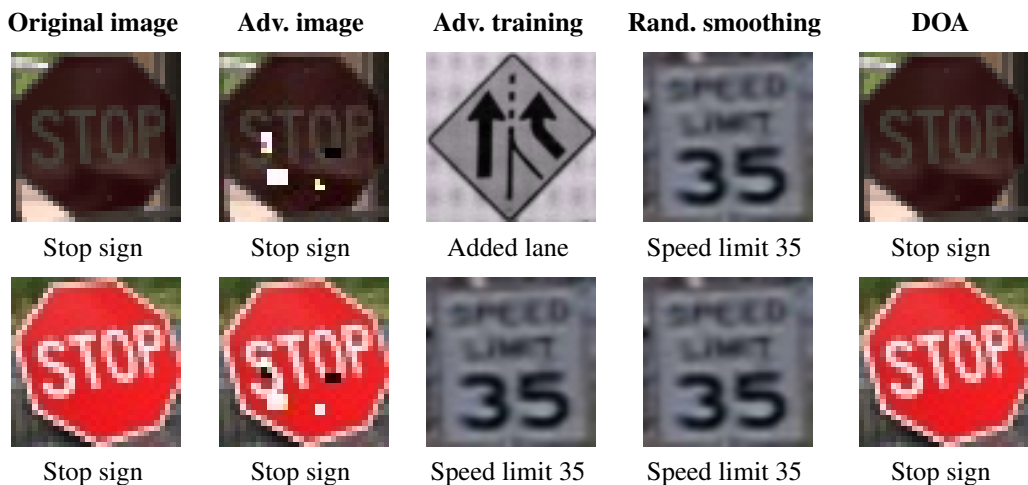 Original image Adv. image Adv. training Rand. smoothing DOA
STOP STOP SPEED STOP
LIMIT
35
Stop sign Stop sign Added lane Speed limit 35 Stop sign
STOP STOP SPEED SPEED STOP
LIMIT LIMIT
35 35
Stop sign Stop sign Speed limit 35 Speed limit 35 Stop sign